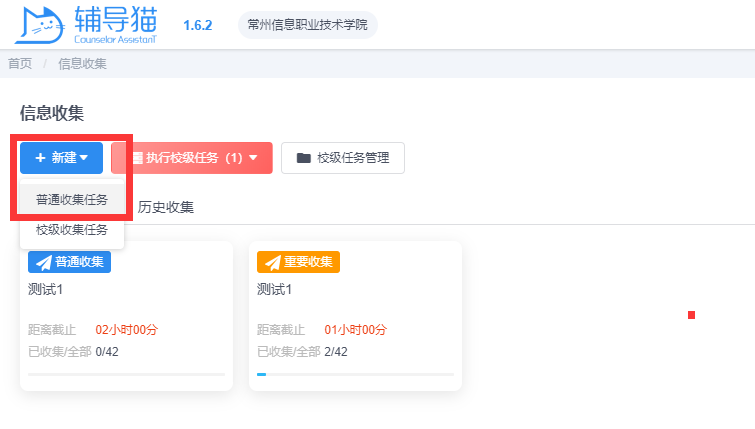 辅导猫
Counselor AssistanT
1.6.2
常州信息职业技术学院
首页 / 信息收集
信息收集
+ 新建
执行校级任务（1）
校级任务管理
普通收集任务
校级收集任务
历史收集
普通收集
测试1
距离截止 02小时00分
已收集/全部 0/42
重要收集
测试1
距离截止 01小时00分
已收集/全部 2/42